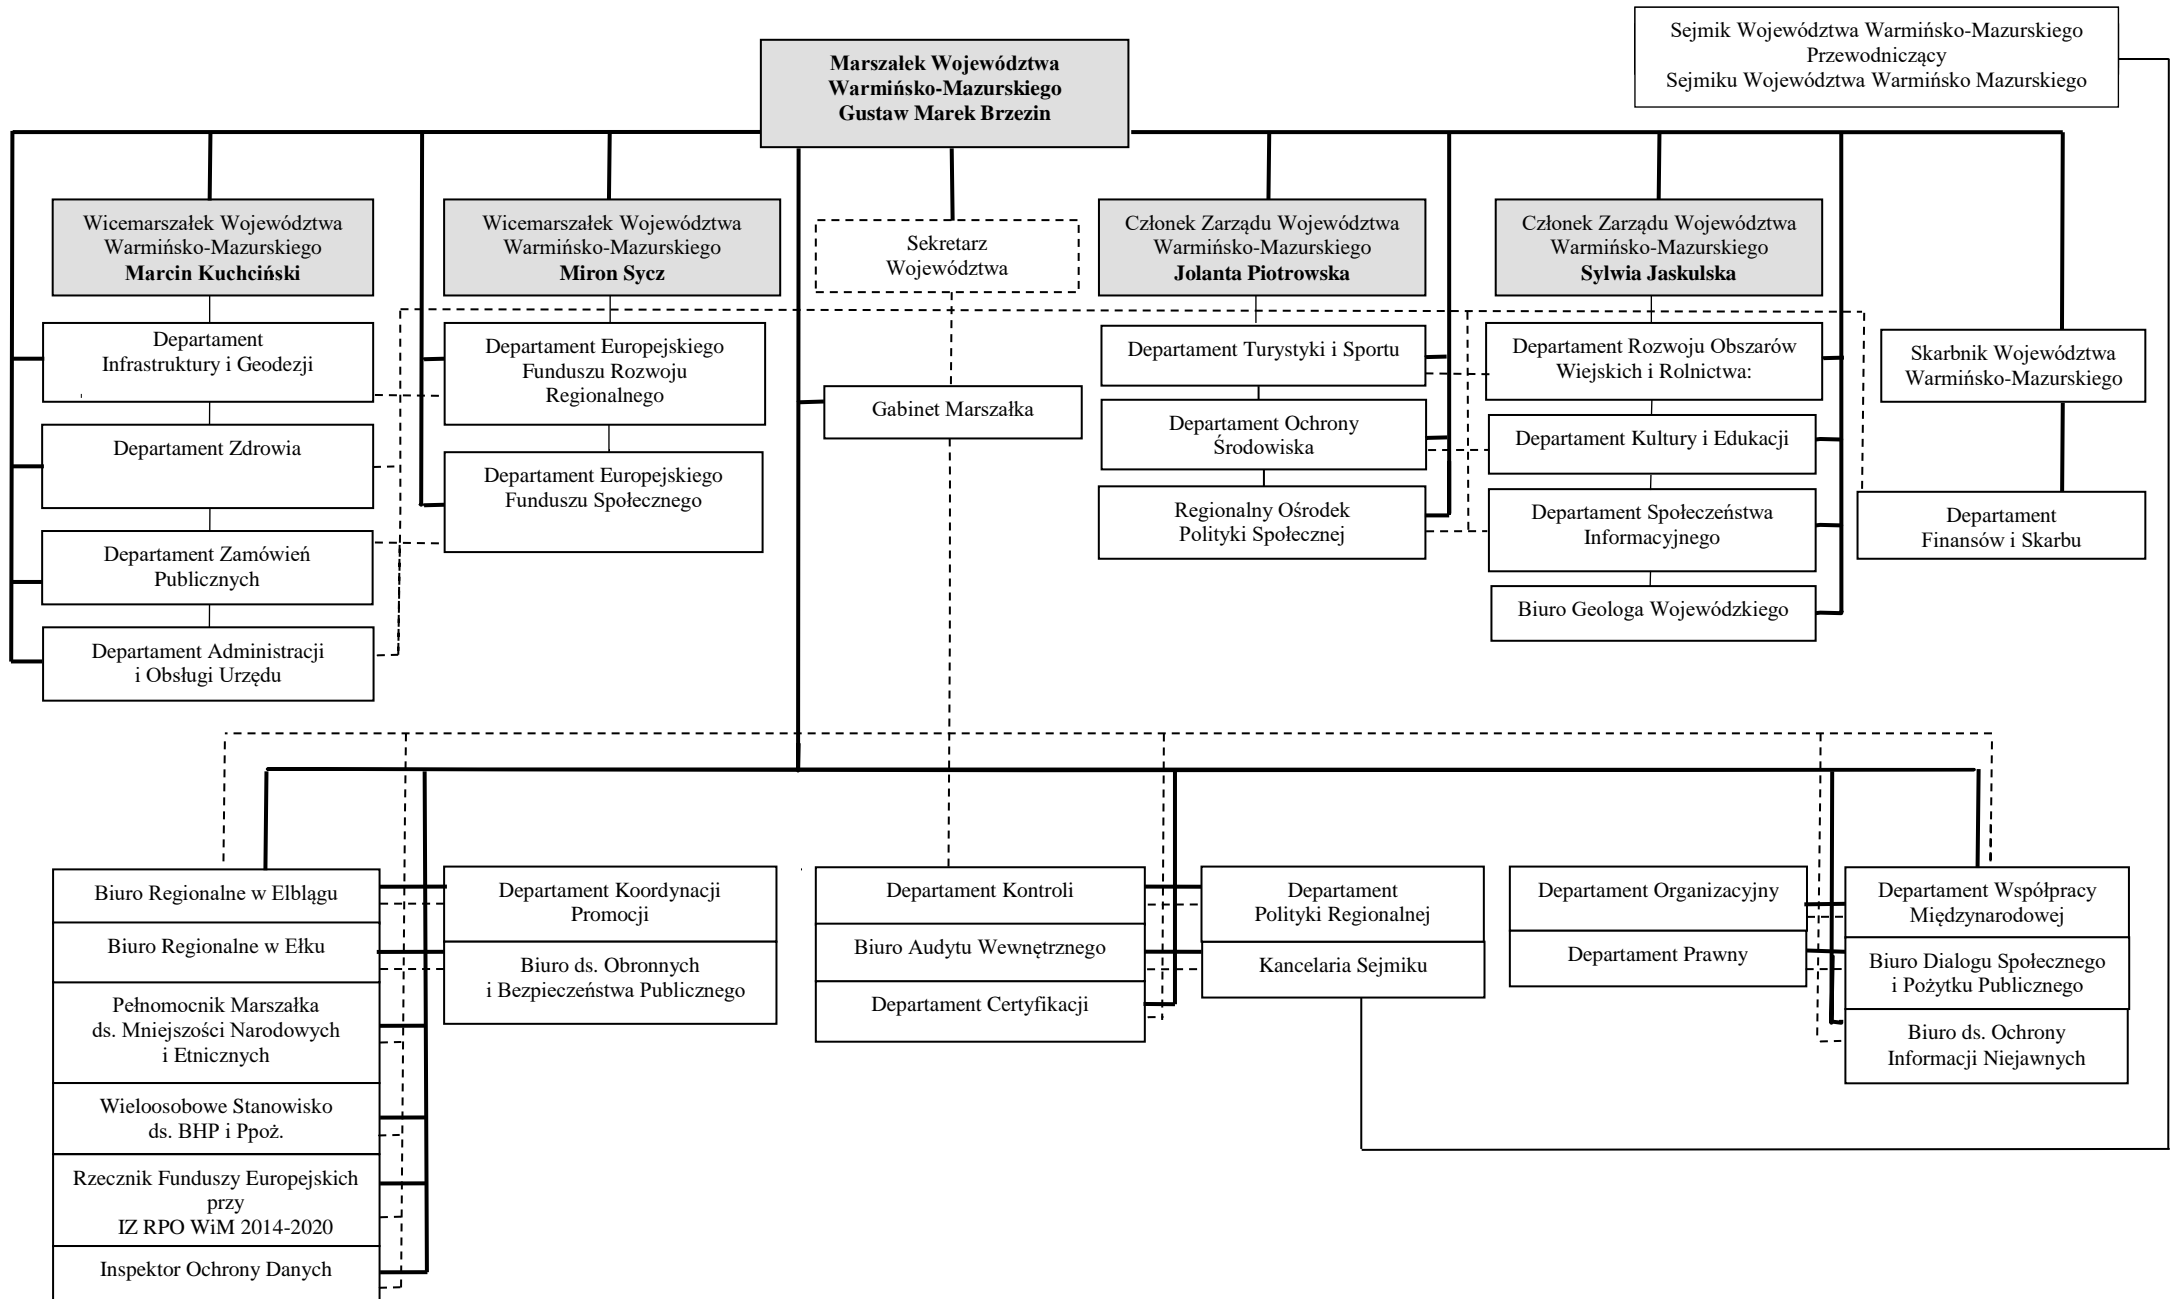 Sejmik Województwa Warmińsko-Mazurskiego
Przewodniczący
Sejmiku Województwa Warmińsko Mazurskiego
Marszałek Województwa
Warmińsko-Mazurskiego
Gustaw Marek Brzezin
Wicemarszałek Województwa
Warmińsko-Mazurskiego
Marcin Kuchciński
Wicemarszałek Województwa
Warmińsko-Mazurskiego
Miron Sycz
Sekretarz
Województwa
Członek Zarządu Województwa
Warmińsko-Mazurskiego
Jolanta Piotrowska
Członek Zarządu Województwa
Warmińsko-Mazurskiego
Sylwia Jaskulska
Departament
Infrastruktury i Geodezji
Departament Zdrowia
Departament Zamówień
Publicznych
Departament Administracji
i Obsługi Urzędu
Departament Europejskiego
Funduszu Rozwoju
Regionalnego
Departament Europejskiego
Funduszu Społecznego
Gabinet Marszałka
Departament Turystyki i Sportu
Departament Ochrony
Środowiska
Regionalny Ośrodek
Polityki Społecznej
Departament Rozwoju Obszarów
Wiejskich i Rolnictwa:
Departament Kultury i Edukacji
Departament Społeczeństwa
Informacyjnego
Biuro Geologa Wojewódzkiego
Skarbnik Województwa
Warmińsko-Mazurskiego
Departament
Finansów i Skarbu
Biuro Regionalne w Elblągu
Biuro Regionalne w Ełku
Pełnomocnik Marszałka
ds. Mniejszości Narodowych
i Etnicznych
Wieloosobowe Stanowisko
ds. BHP i Ppoż.
Rzecznik Funduszy Europejskich
przy
IZ RPO WiM 2014-2020
Inspektor Ochrony Danych
Departament Koordynacji
Promocji
Biuro ds. Obronnych
i Bezpieczeństwa Publicznego
Departament Kontroli
Biuro Audytu Wewnętrznego
Departament Certyfikacji
Departament
Polityki Regionalnej
Kancelaria Sejmiku
Departament Organizacyjny
Departament Prawny
Departament Współpracy
Międzynarodowej
Biuro Dialogu Społecznego
i Pożytku Publicznego
Biuro ds. Ochrony
Informacji Niejawnych